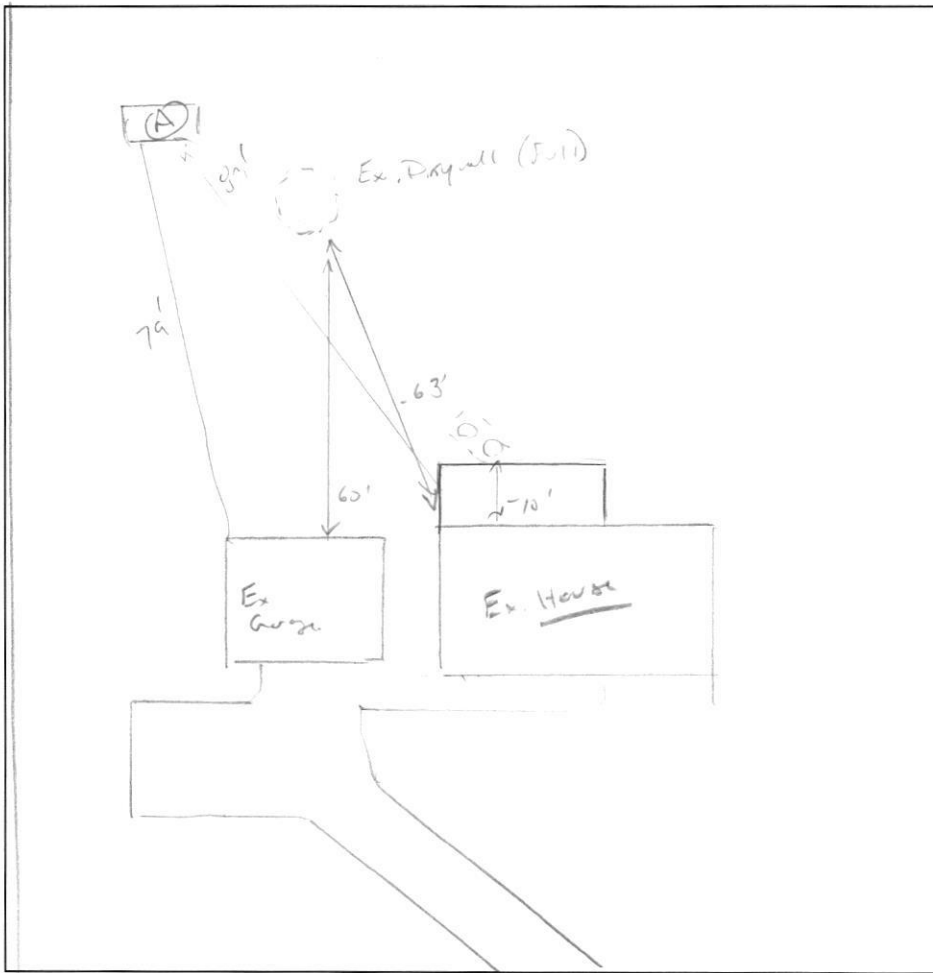 A
Ex. Drywell (Full)
79'
63'
60'
~10'
Ex
Garage
Ex. House